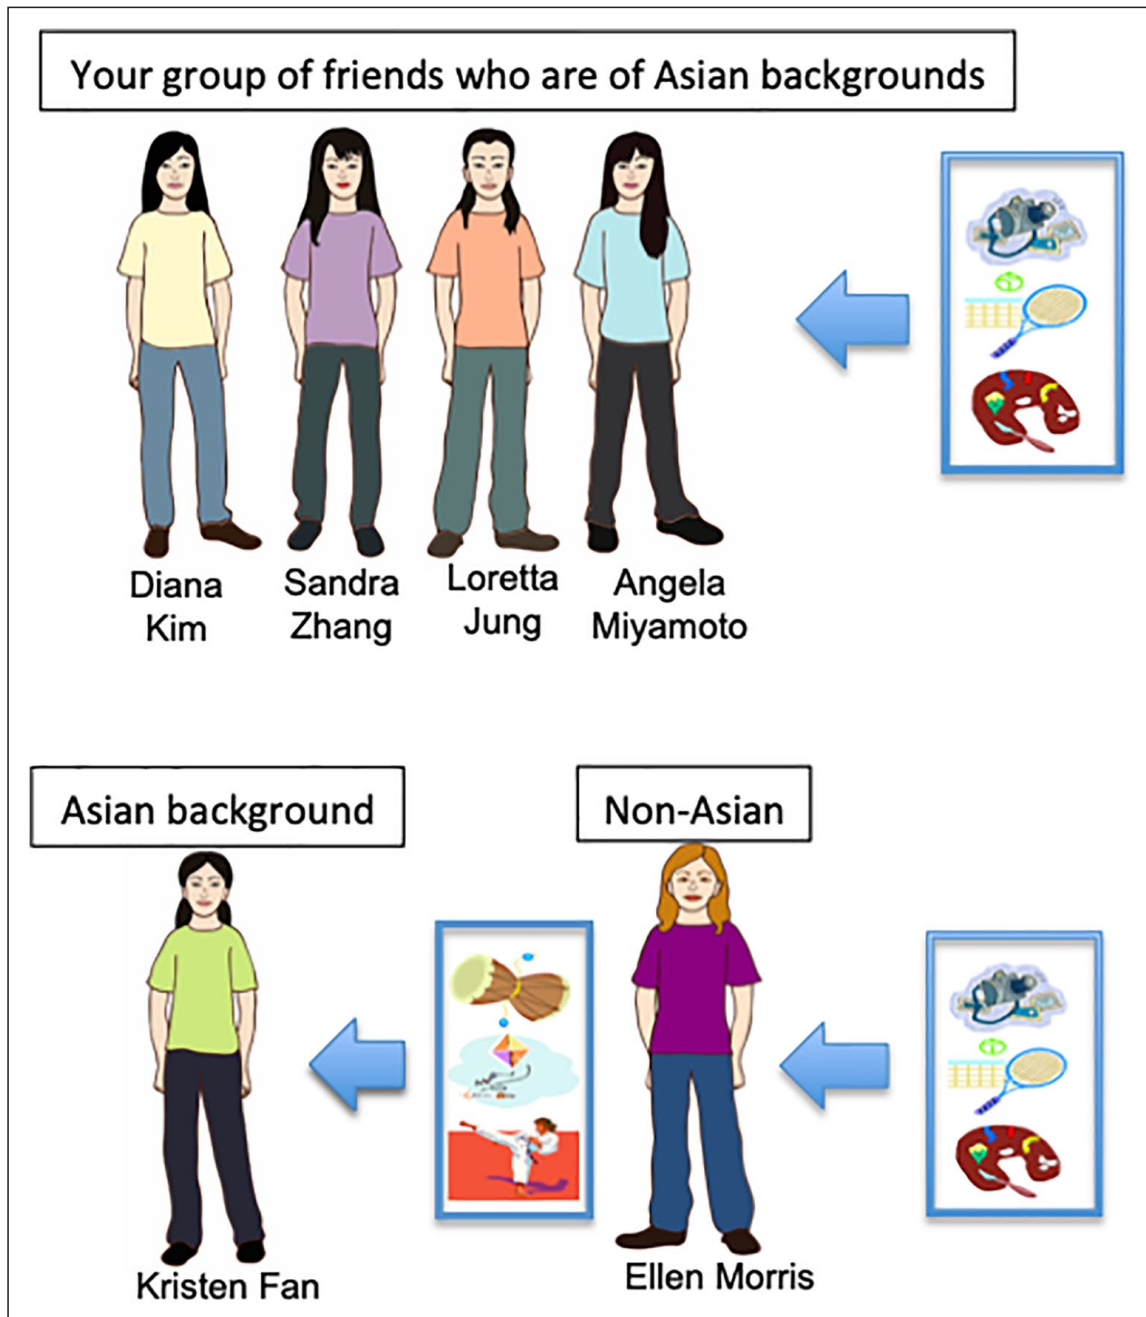 Your group of friends who are of Asian backgrounds
Diana
Kim
Sandra
Zhang
Loretta
Jung
Angela
Miyamoto
Asian background
Non-Asian
Kristen Fan
Ellen Morris